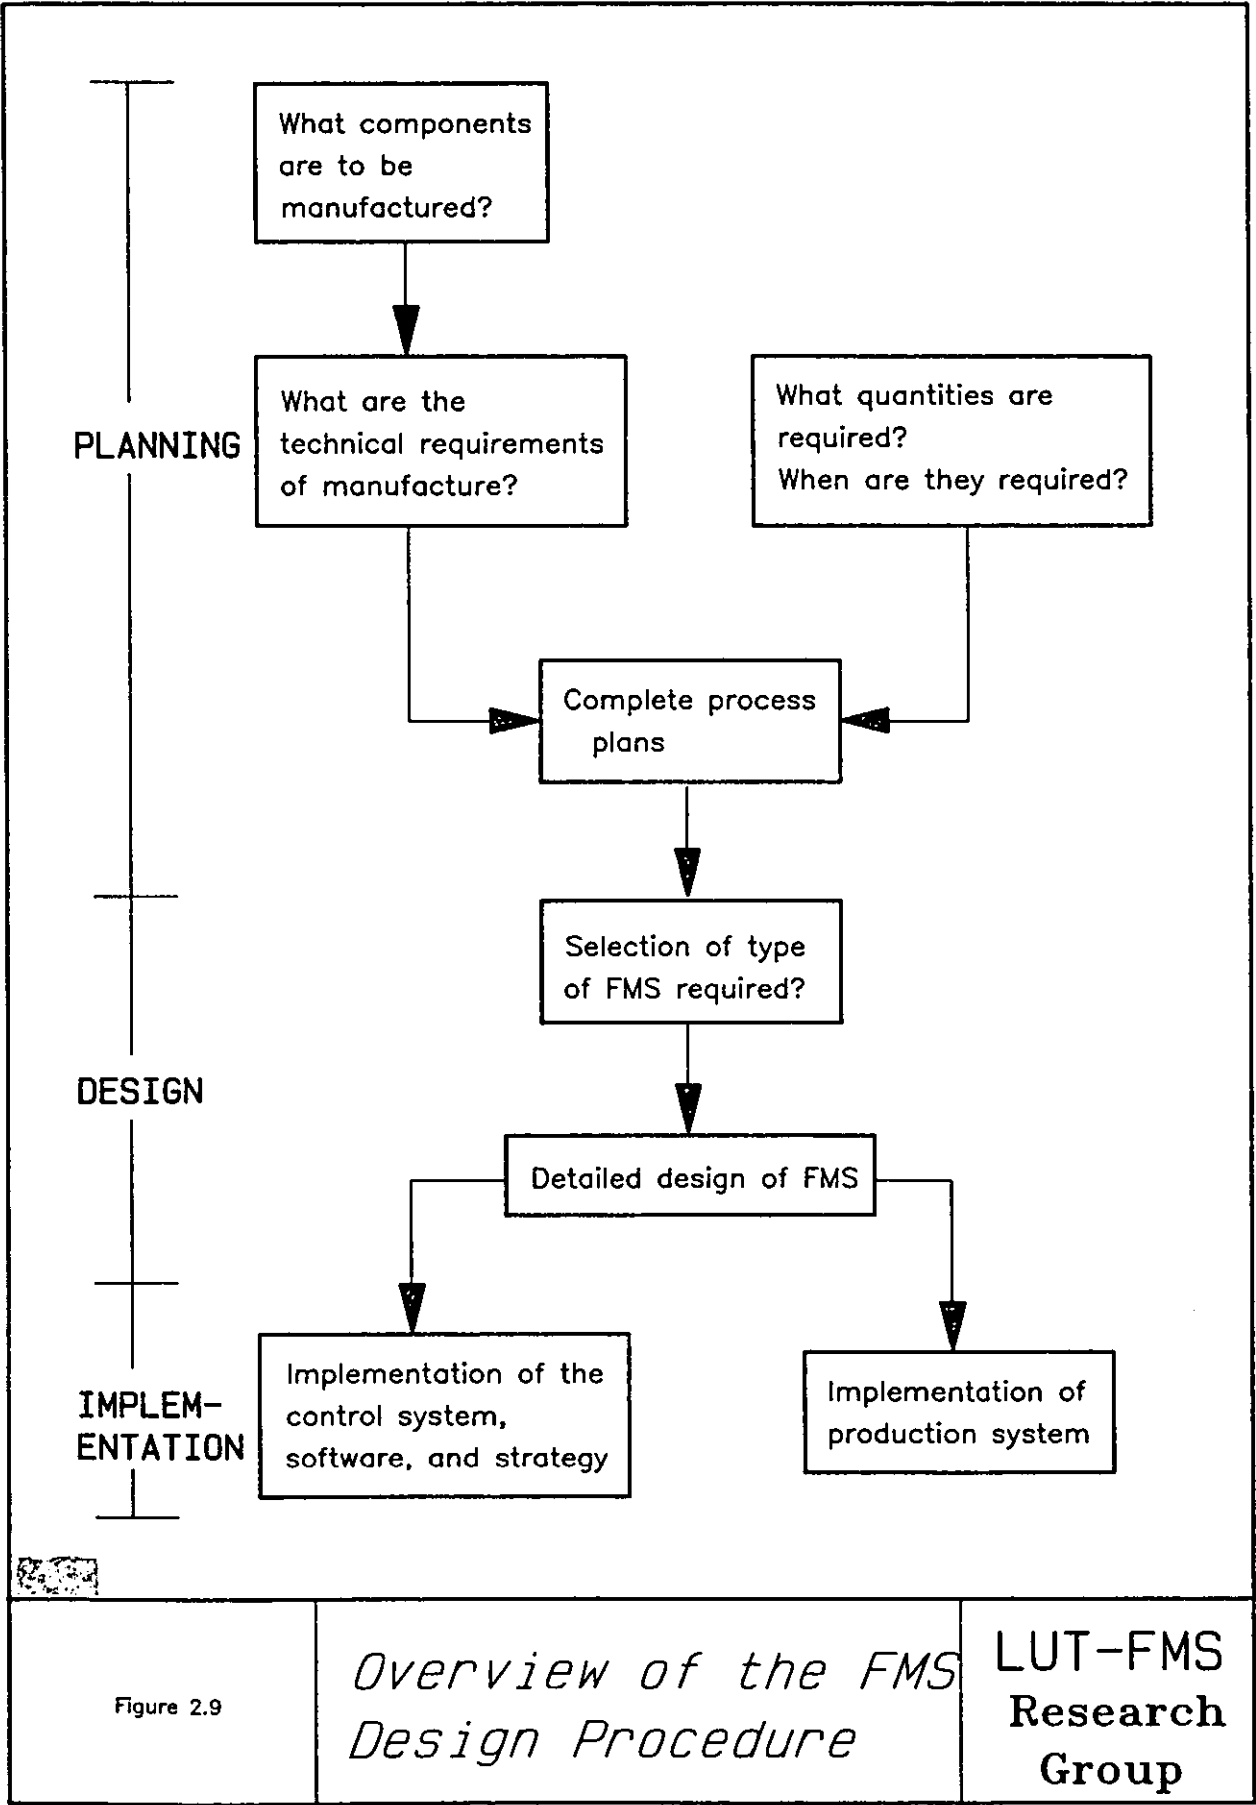 What components
are to be
manufactured?
PLANNING
What are the
technical requirements
of manufacture?
What quantities are
required?
When are they required?
Complete process
plans
Selection of type
of FMS required?
DESIGN
Detailed design of FMS
IMPLEM-
ENTATION
Implementation of the
control system,
software, and strategy
Implementation of
production system
Figure 2.9
Overview of the FMS
Design Procedure
LUT-FMS
Research
Group